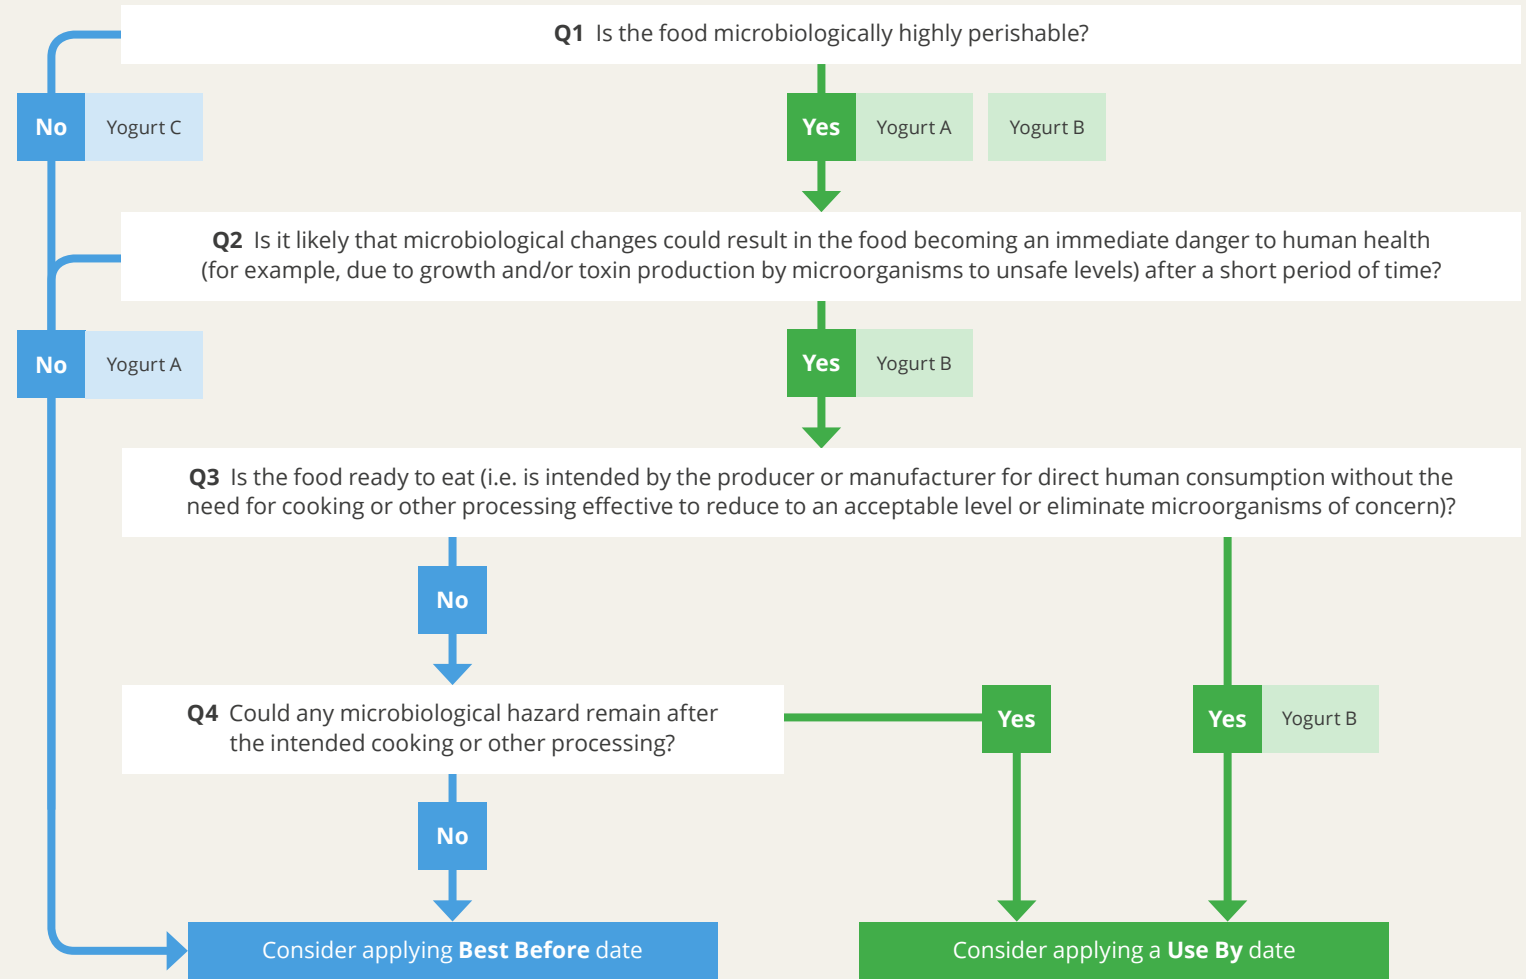 Q1 Is the food microbiologically highly perishable?
No
Yogurt C
Yes
Yogurt A
Yogurt B
Q2 Is it likely that microbiological changes could result in the food becoming an immediate danger to human health
(for example, due to growth and/or toxin production by microorganisms to unsafe levels) after a short period of time?
No
Yogurt A
Yes
Yogurt B
Q3 Is the food ready to eat (i.e. is intended by the producer or manufacturer for direct human consumption without the
need for cooking or other processing effective to reduce to an acceptable level or eliminate microorganisms of concern)?
No
Q4 Could any microbiological hazard remain after
the intended cooking or other processing?
Yes
Yes
Yogurt B
No
Consider applying Best Before date
Consider applying a Use By date